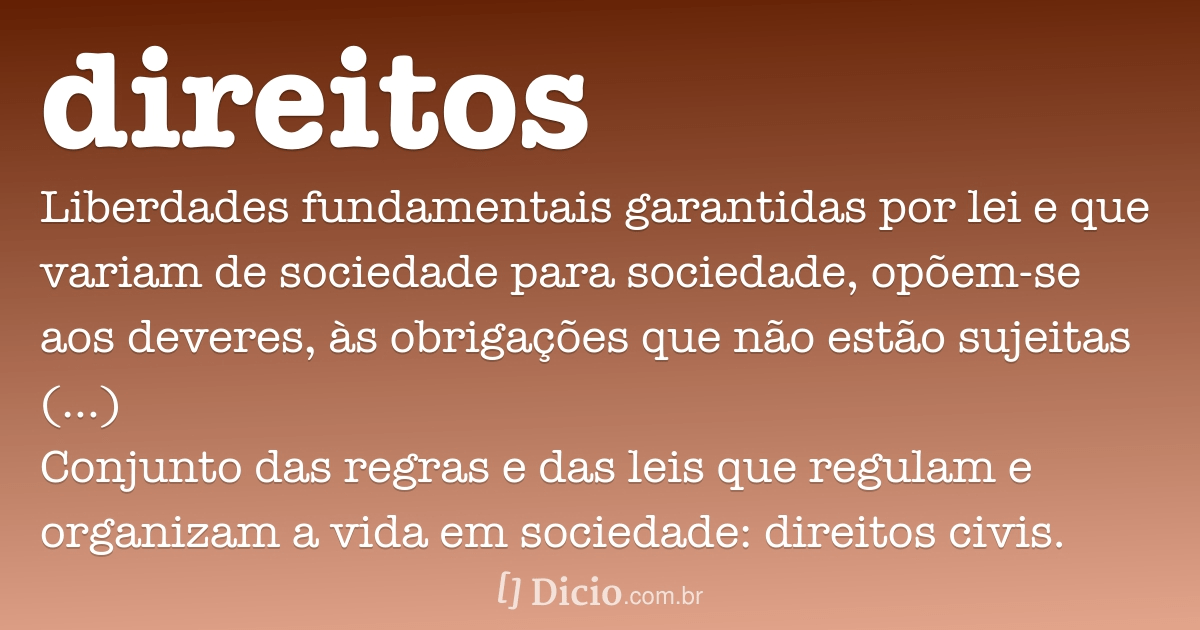 direitos
Liberdades fundamentais garantidas por lei e que
variam de sociedade para sociedade, opõem-se
aos deveres, às obrigações que não estão sujeitas
(...)
Conjunto das regras e das leis que regulam e
organizam a vida em sociedade: direitos civis.
[] Dicio.com.br